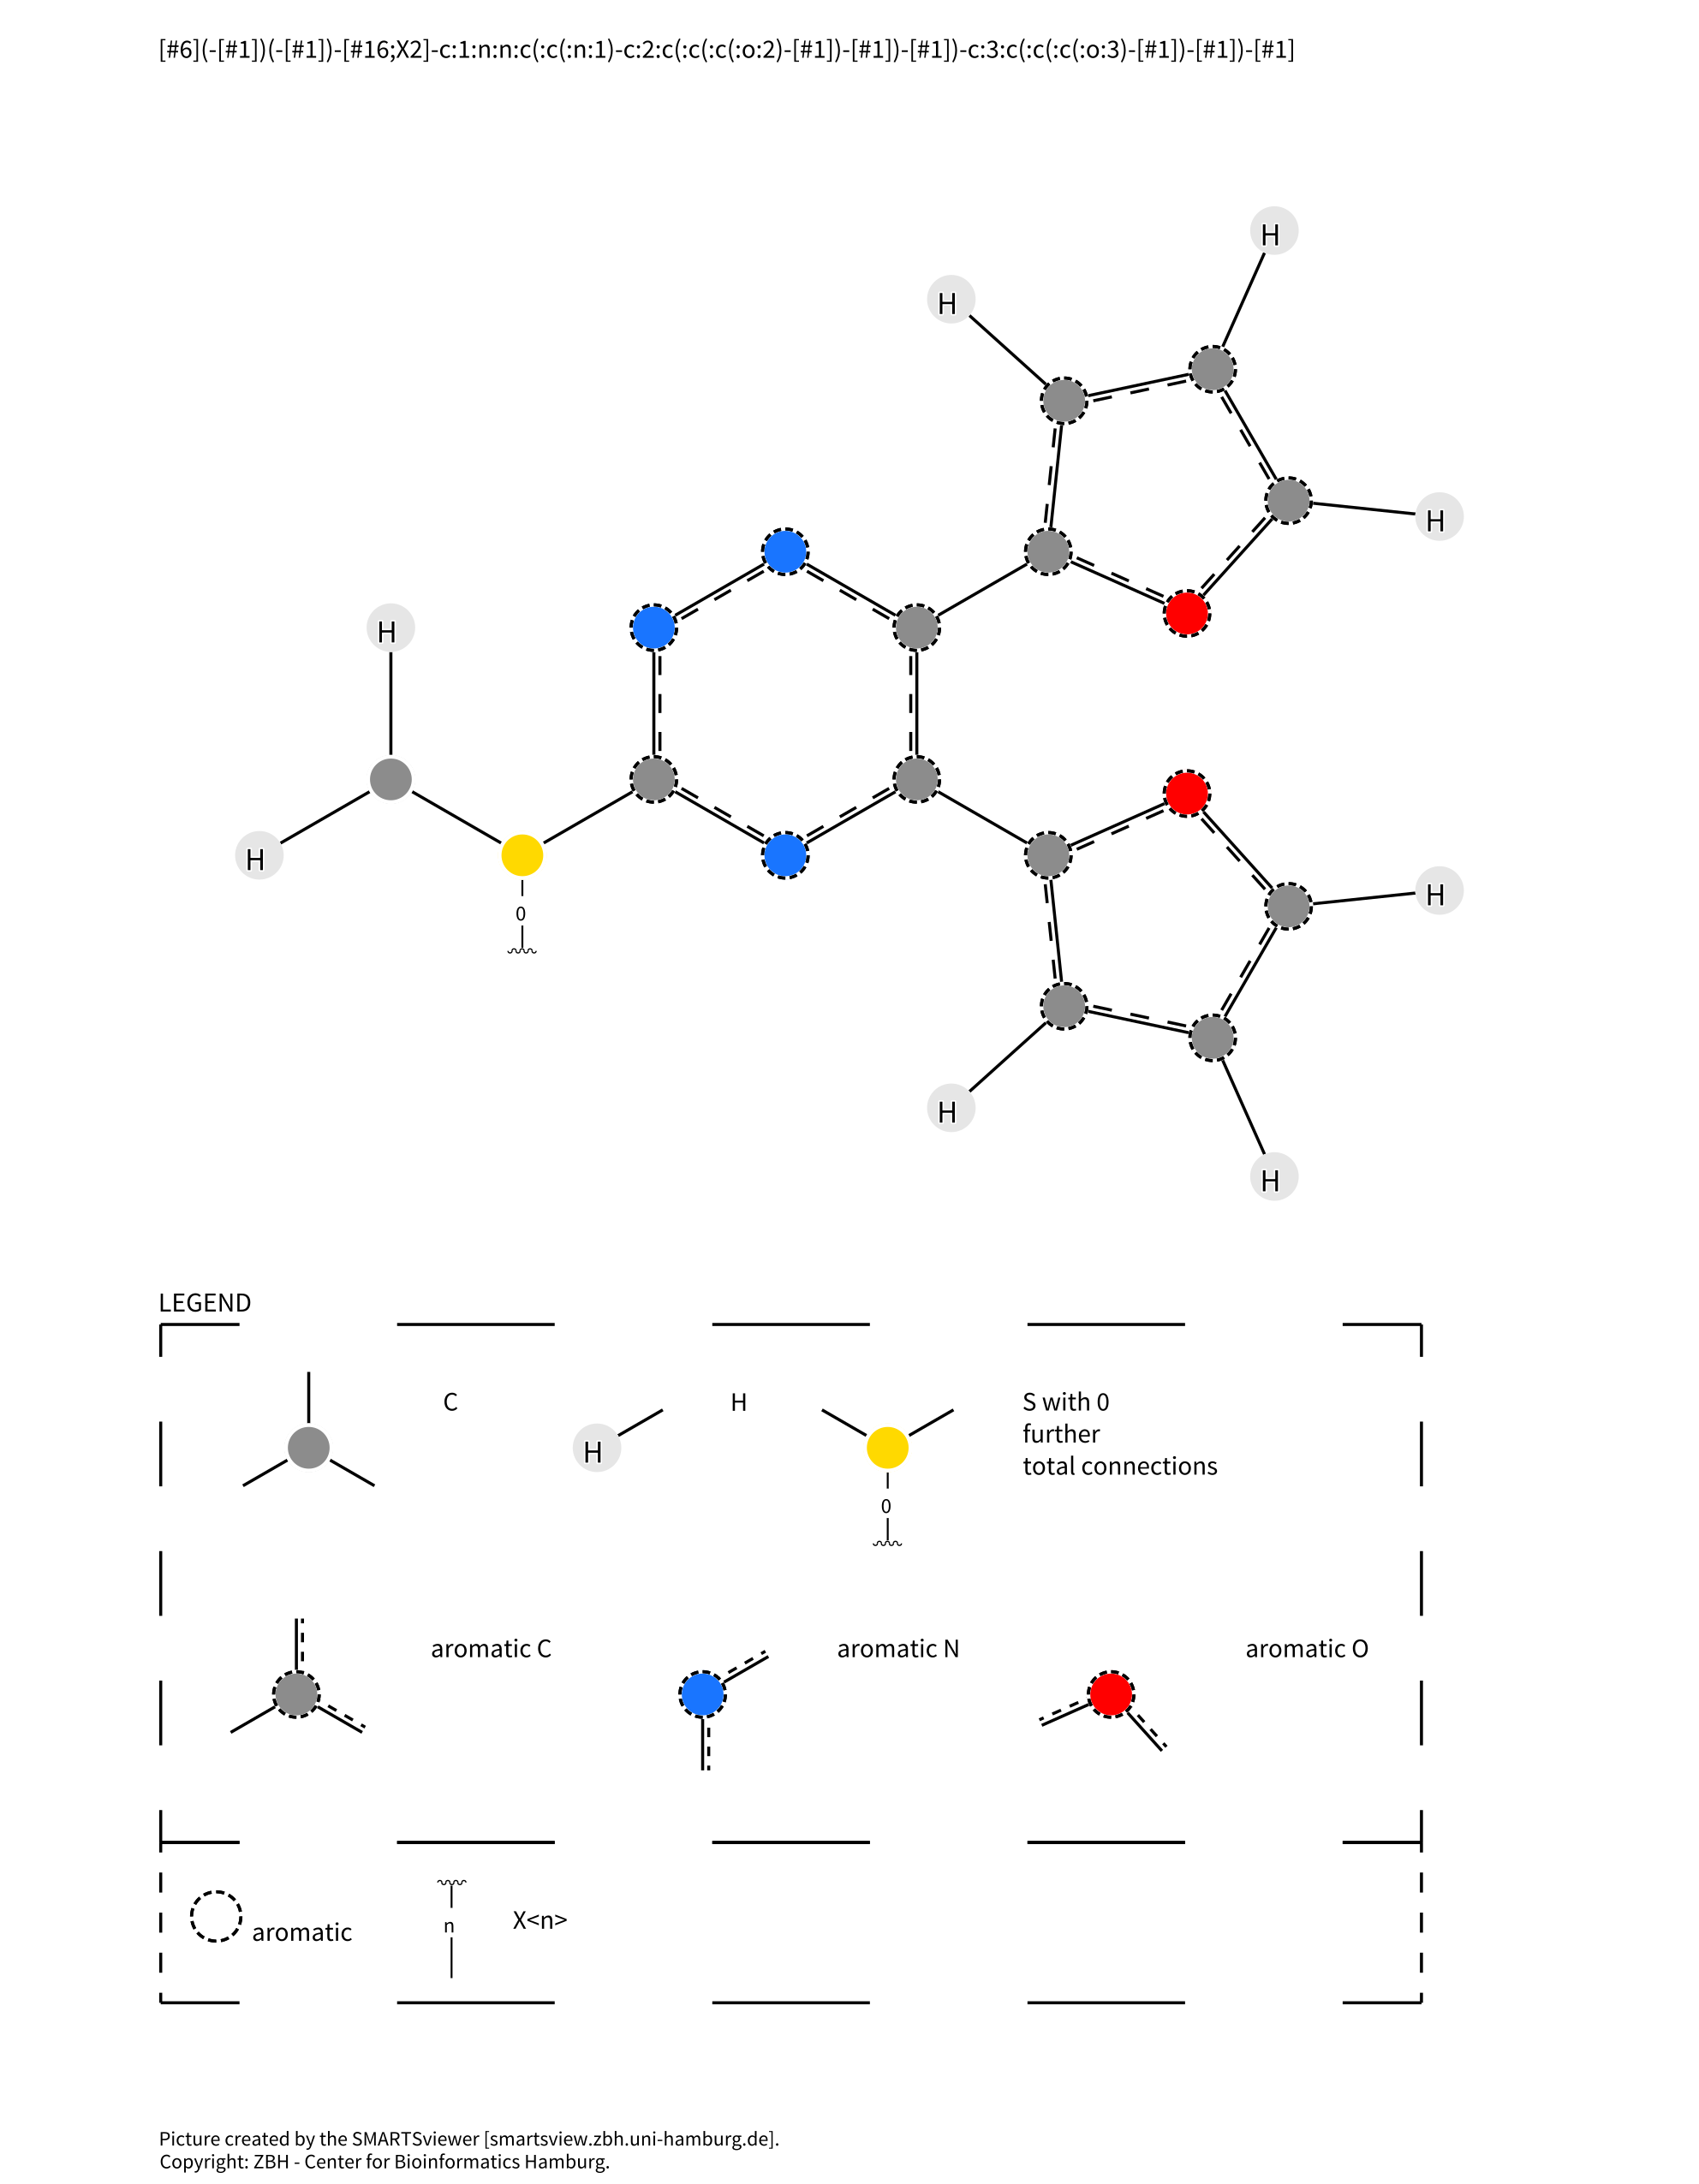 [#6](-[#1])(-[#1])-[#16;X2]-c:1:n:n:c(:c(:n:1)-c:2:c(:c(:c(:o:2)-[#1])-[#1])-[#1])-c:3:c(:c(:c(:o:3)-[#1])-[#1])-[#1]
H
H
H
H
H
H
0
H
H
H
LEGEND
C
H
H
S with 0
further
total connections
0
aromatic C
aromatic N
aromatic O
aromatic
n
X<n>
Picture created by the SMARTSviewer [smartsview.zbh.uni-hamburg.de].
Copyright: ZBH - Center for Bioinformatics Hamburg.